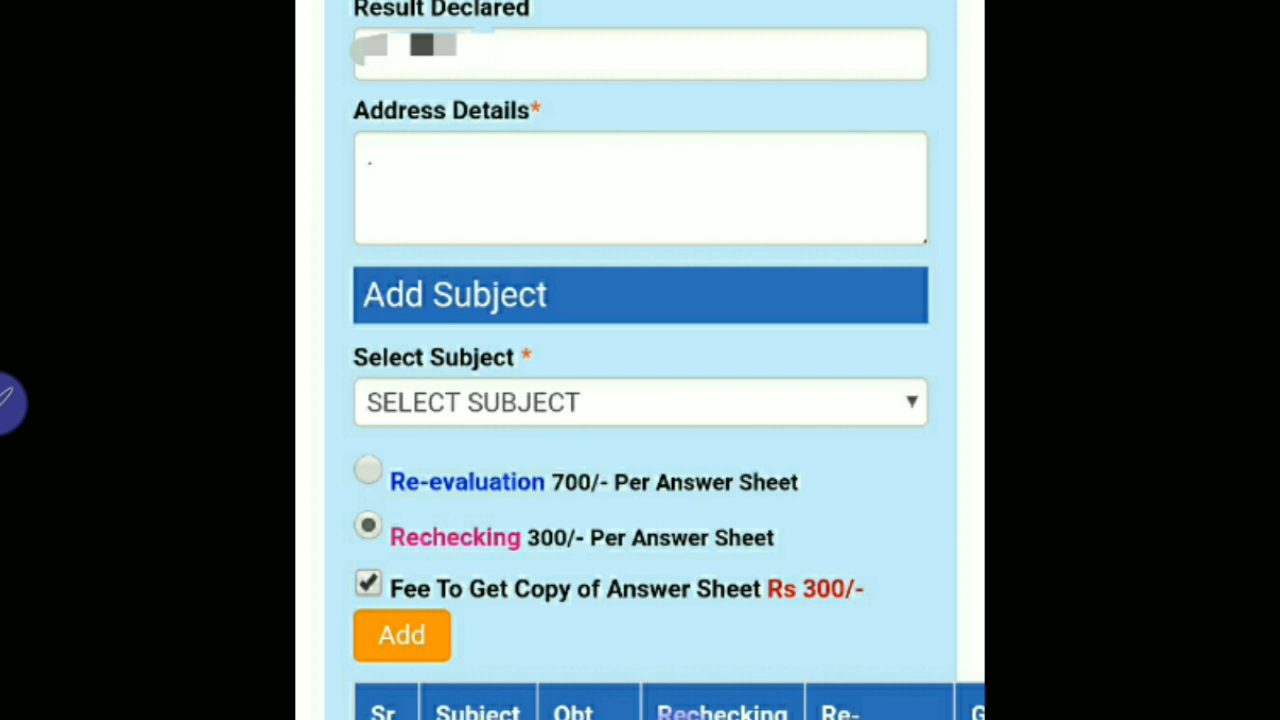 Result Declared
Address Details*
.
Add Subject
Select Subject *
SELECT SUBJECT
Re-evaluation 700/- Per Answer Sheet
Rechecking 300/- Per Answer Sheet
Fee To Get Copy of Answer Sheet Rs 300/-
Add
Sr Subject Obt Rechecking Re-